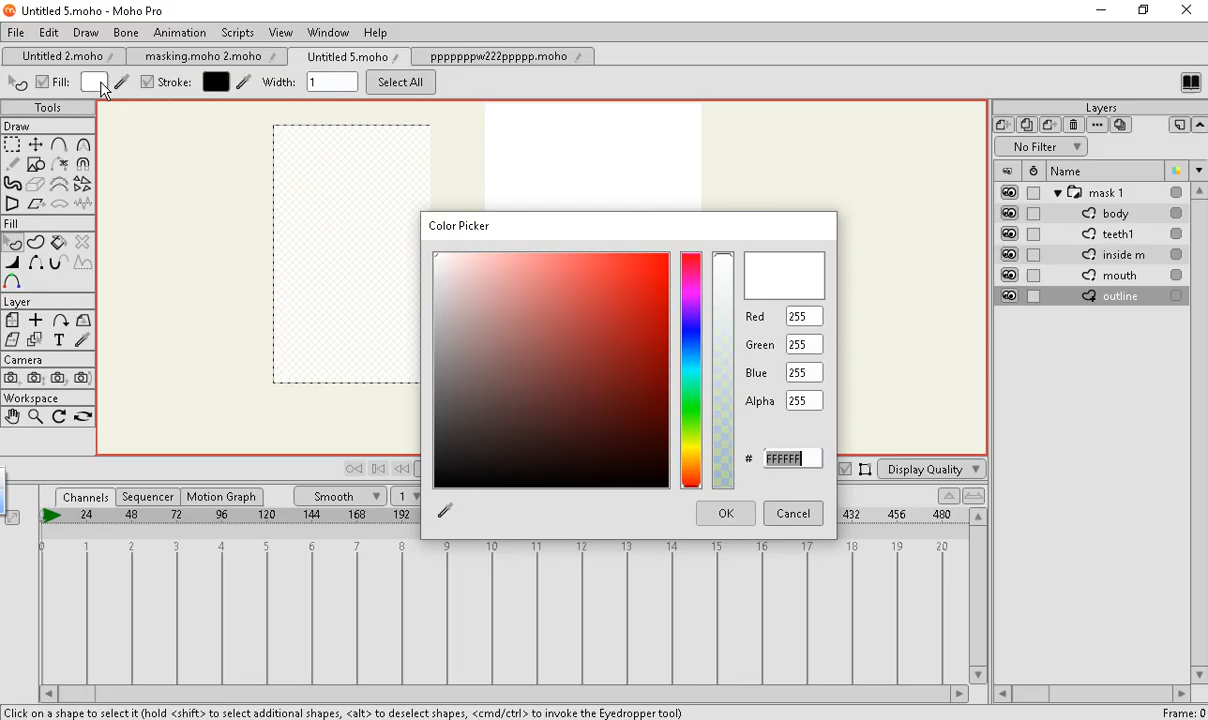 Untitled 5.moho - Moho Pro
File Edit Draw Bone Animation Scripts View Window Help
Untitled 2.moho masking.moho 2.moho Untitled 5.moho pppppppw222ppppp.moho
Fill: Stroke: Width: 1 Select All
Tools
Layers
Draw
No Filter
Name
mask 1
body
teeth1
inside m
mouth
outline
Fill
Layer
Camera
Workspace
Color Picker
Red 255
Green 255
Blue 255
Alpha 255
# FFFFFF
OK Cancel
Display Quality
Channels Sequencer Motion Graph Smooth 1
0 24 48 72 96 120 144 168 192 432 456 480
0 1 2 3 4 5 6 7 8 9 10 11 12 13 14 15 16 17 18 19 20
Click on a shape to select it (hold <shift> to select additional shapes, <alt> to deselect shapes, <cmd/ctrl> to invoke the Eyedropper tool)
Frame: 0